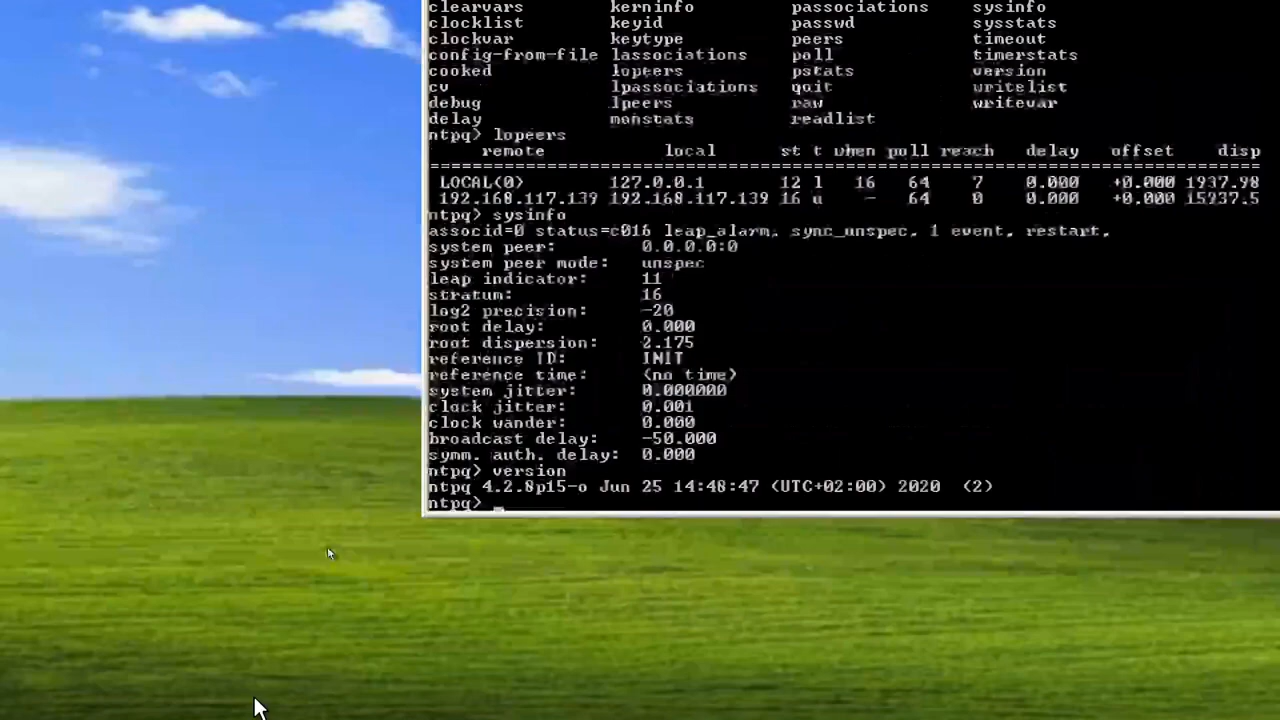 clearvars kerninfo associations sysinfo
clocklist keyid passwd sysstats
clockvar keytype peers timeout
config-from-file lassociations poll timerstats
cooked lopeers pstats version
cv lpassociations quit writelist
debug lpeers raw writevar
delay monstats readlist
ntpq> lopeers
remote local st t when poll reach delay offset disp
==============================================================================
LOCAL(0) 127.0.0.1 12 l 16 64 7 0.000 +0.000 1937.98
192.168.117.139 192.168.117.139 16 u - 64 0 0.000 +0.000 15937.5
ntpq> sysinfo
associd=0 status=c016 leap_alarm, sync_unspec, 1 event, restart,
system peer: 0.0.0.0:0
system peer mode: unspec
leap indicator: 11
stratum: 16
log2 precision: -20
root delay: 0.000
root dispersion: 2.175
reference ID: INIT
reference time: (no time)
system jitter: 0.000000
clock jitter: 0.001
clock wander: 0.000
broadcast delay: -50.000
symm. auth. delay: 0.000
ntpq> version
ntpq 4.2.8p15-o Jun 25 14:48:47 (UTC+02:00) 2020 (2)
ntpq> _